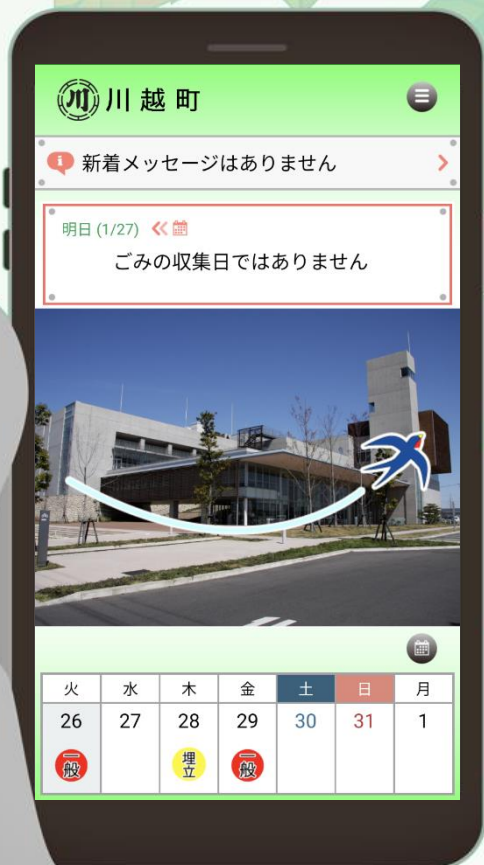 川 川越町
新着メッセージはありません
明日 (1/27)
ごみの収集日ではありません
火 水 木 金 土 日 月
26 27 28 29 30 31 1
一般 埋立 一般